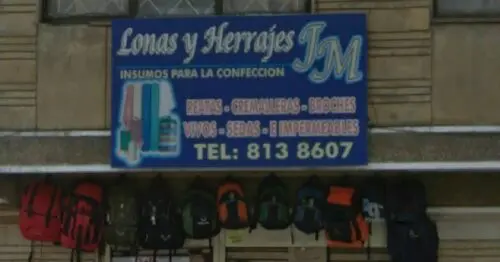 Lonas y Herrajes JM
INSUMOS PARA LA CONFECCION
REATAS - CREMALLERAS - BROCHES
VIVOS - SEDAS - E IMPERMEABLES
TEL: 813 8607